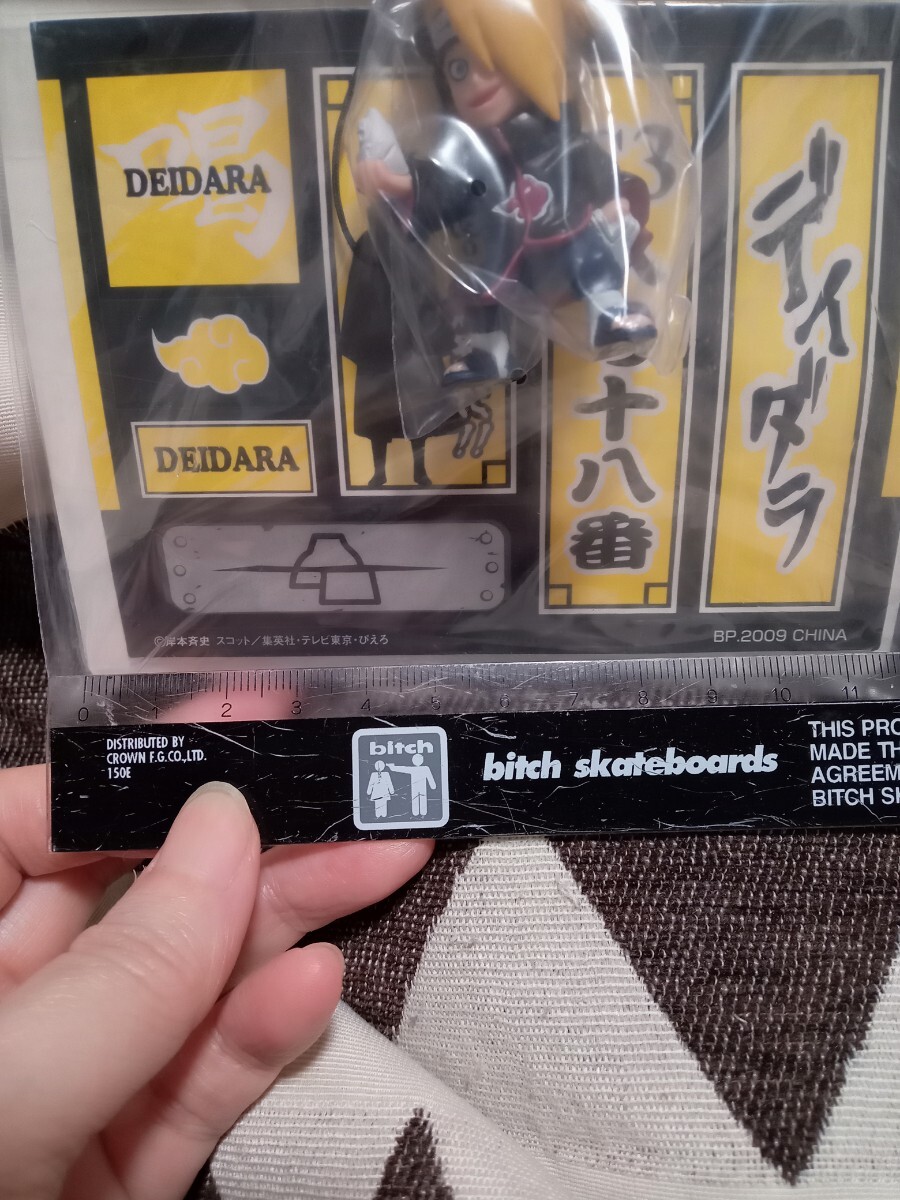 喝
DEIDARA
DEIDARA
十八番
ディダラ
©岸本斉史 スコット/集英社・テレビ東京・ぴえろ
BP.2009 CHINA
0 1 2 3 4 5 6 7 8 9 10 11
DISTRIBUTED BY
CROWN F.G.CO.,LTD.
150E
bitch
bitch skateboards
THIS PRO
MADE TH
AGREEM
BITCH SK